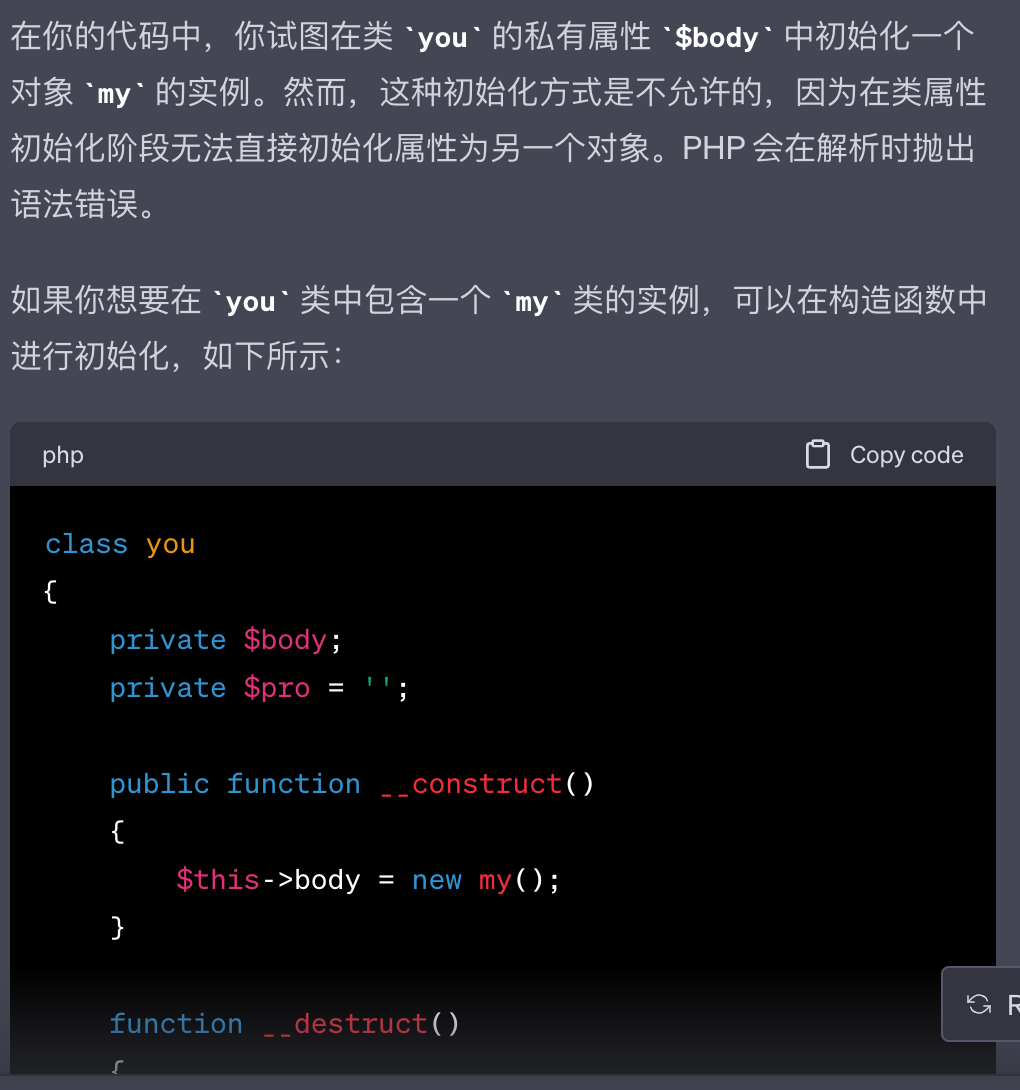 在你的代码中，你试图在类 `you` 的私有属性 `$body` 中初始化一个
对象 `my` 的实例。然而，这种初始化方式是不允许的，因为在类属性
初始化阶段无法直接初始化属性为另一个对象。PHP 会在解析时抛出
语法错误。
如果你想要在 `you` 类中包含一个 `my` 类的实例，可以在构造函数中
进行初始化，如下所示：
php Copy code
class you
{
    private $body;
    private $pro = '';
    public function __construct()
    {
        $this->body = new my();
    }
    function __destruct()
    {
R